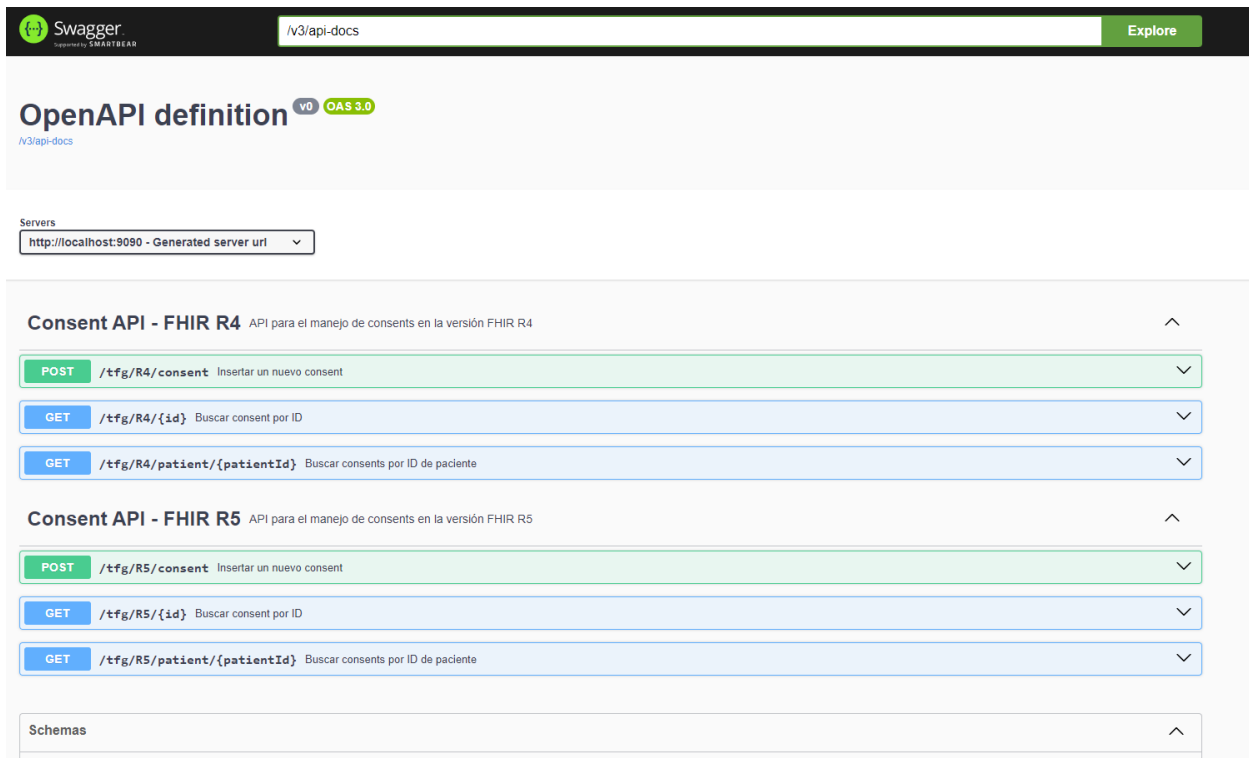 {··} Swagger. /v3/api-docs Explore
Supported by SMARTBEAR
OpenAPI definition v0 OAS 3.0
/v3/api-docs
Servers
http://localhost:9090 - Generated server url
Consent API - FHIR R4 API para el manejo de consents en la versión FHIR R4
POST /tfg/R4/consent Insertar un nuevo consent
GET /tfg/R4/{id} Buscar consent por ID
GET /tfg/R4/patient/{patientId} Buscar consents por ID de paciente
Consent API - FHIR R5 API para el manejo de consents en la versión FHIR R5
POST /tfg/R5/consent Insertar un nuevo consent
GET /tfg/R5/{id} Buscar consent por ID
GET /tfg/R5/patient/{patientId} Buscar consents por ID de paciente
Schemas